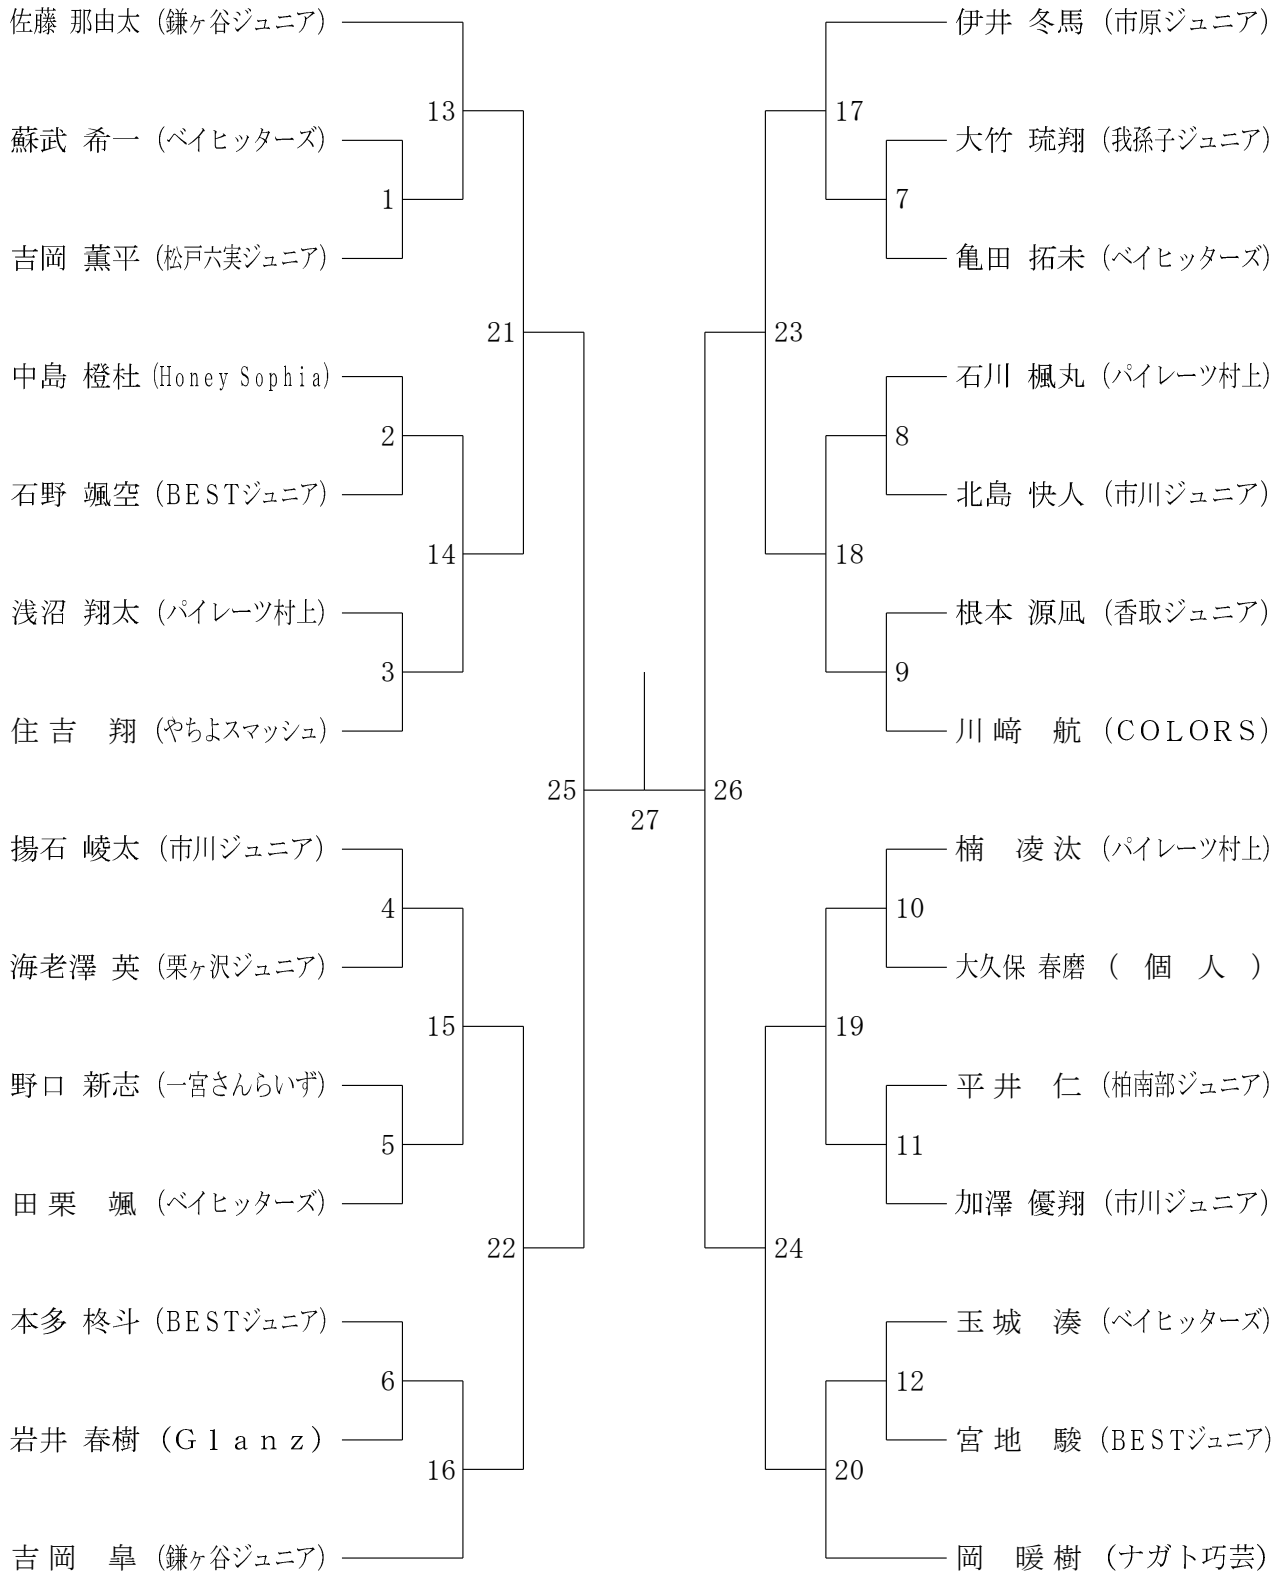 佐藤 那由太 (鎌ヶ谷ジュニア)
13
蘇武 希一 (ベイヒッターズ)
1
吉岡 薫平 (松戸六実ジュニア)
21
中島 橙杜 (Honey Sophia)
2
石野 颯空 (BESTジュニア)
14
浅沼 翔太 (パイレーツ村上)
3
住吉 翔 (やちよスマッシュ)
25
揚石 崚太 (市川ジュニア)
4
海老澤 英 (栗ヶ沢ジュニア)
15
野口 新志 (一宮さんらいず)
5
田栗 颯 (ベイヒッターズ)
22
本多 柊斗 (BESTジュニア)
6
岩井 春樹 (Glanz)
16
吉岡 皐 (鎌ヶ谷ジュニア)
27
伊井 冬馬 (市原ジュニア)
17
大竹 琉翔 (我孫子ジュニア)
7
亀田 拓未 (ベイヒッターズ)
23
石川 楓丸 (パイレーツ村上)
8
北島 快人 (市川ジュニア)
18
根本 源凪 (香取ジュニア)
9
川﨑 航 (COLORS)
26
楠 凌汰 (パイレーツ村上)
10
大久保 春磨 (個人)
19
平井 仁 (柏南部ジュニア)
11
加澤 優翔 (市川ジュニア)
24
玉城 湊 (ベイヒッターズ)
12
宮地 駿 (BESTジュニア)
20
岡 暖樹 (ナガト巧芸)